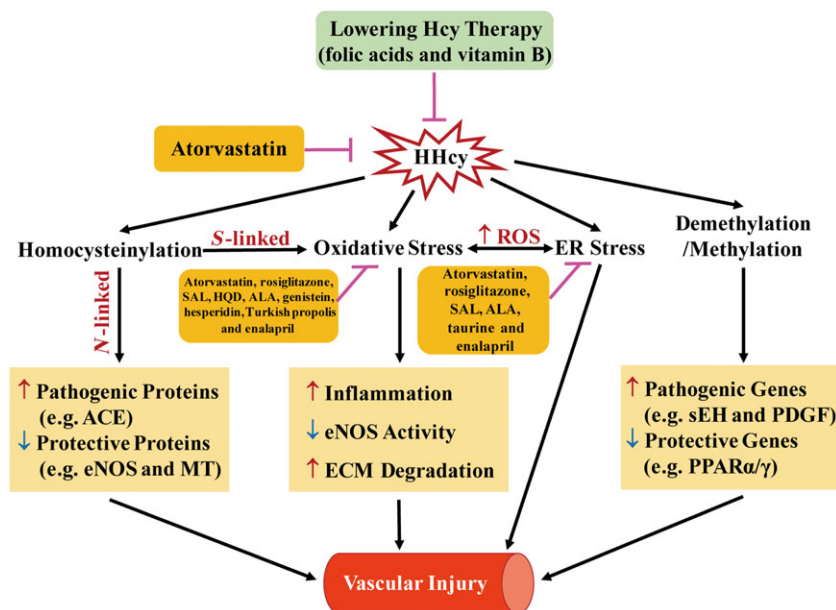 Lowering Hcy Therapy
(folic acids and vitamin B)
Atorvastatin
HHcy
Homocysteinylation
S-linked
Oxidative Stress
↑ ROS
ER Stress
Demethylation
/Methylation
N-linked
Atorvastatin, rosiglitazone,
SAL, HQD, ALA, genistein,
hesperidin, Turkish propolis
and enalapril
Atorvastatin,
rosiglitazone,
SAL, ALA,
taurine and
enalapril
↑ Pathogenic Proteins
(e.g. ACE)
↓ Protective Proteins
(e.g. eNOS and MT)
↑ Inflammation
↓ eNOS Activity
↑ ECM Degradation
↑ Pathogenic Genes
(e.g. sEH and PDGF)
↓ Protective Genes
(e.g. PPARα/γ)
Vascular Injury